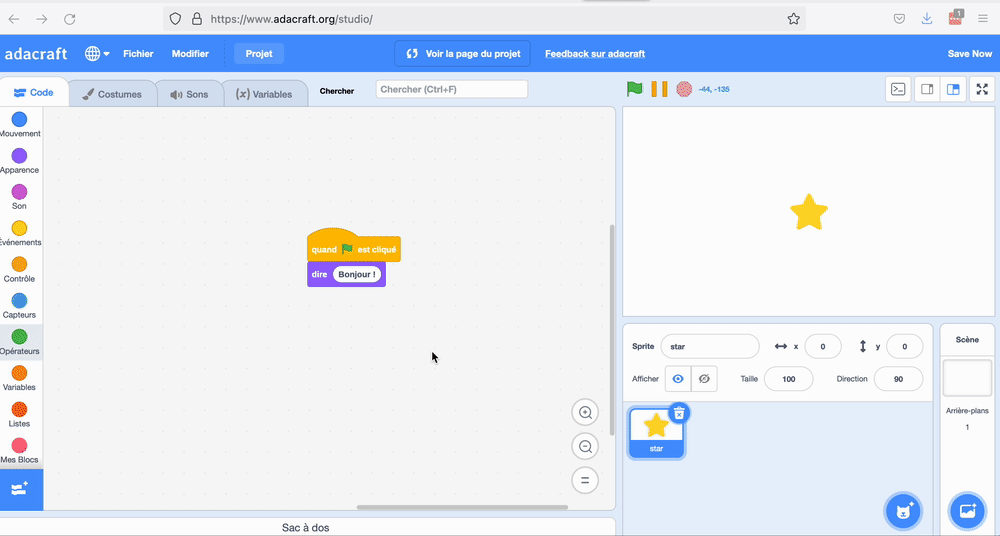 https://www.adacraft.org/studio/
1
adacraft Fichier Modifier Projet Voir la page du projet Feedback sur adacraft Save Now
Code Costumes Sons (x) Variables Chercher Chercher (Ctrl+F) -44, -135
Mouvement
Apparence
Son
Événements
Contrôle
Capteurs
Opérateurs
Variables
Listes
Mes Blocs
quand est cliqué
dire Bonjour !
Sac à dos
Sprite star x 0 y 0
Afficher Taille 100 Direction 90
star
Scène
Arrière-plans
1